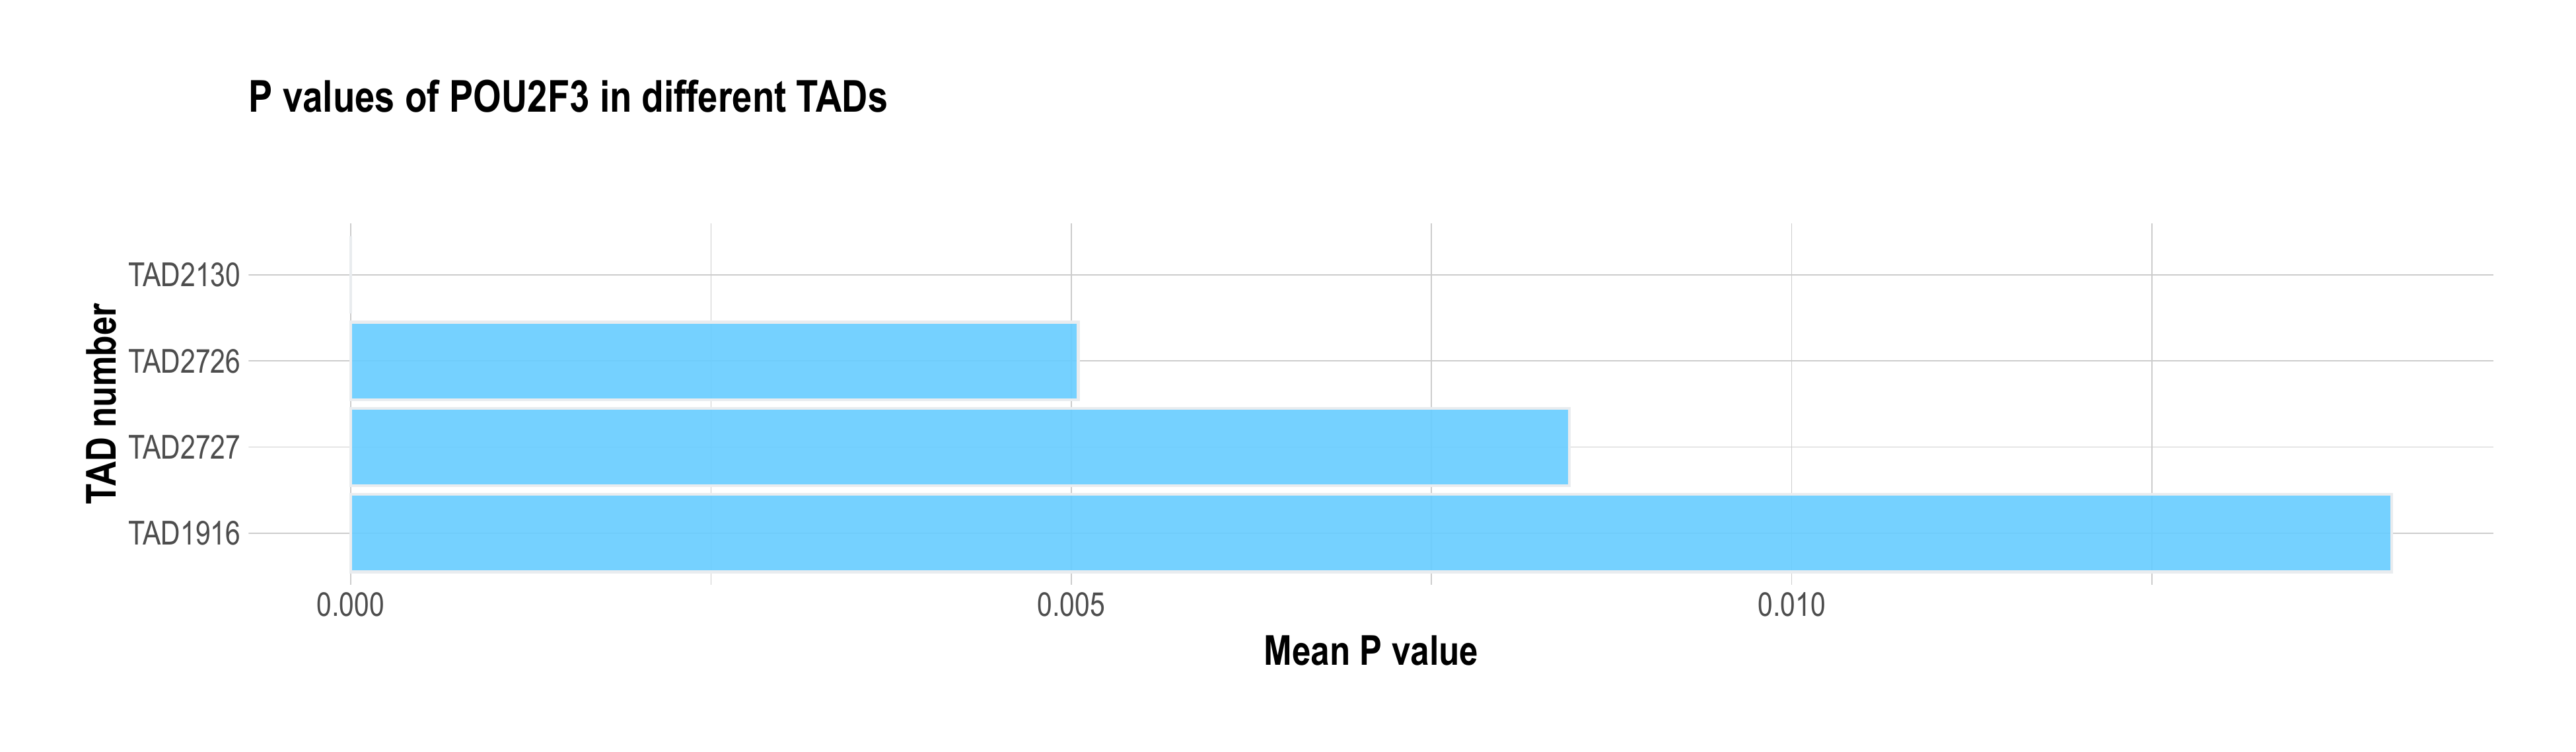 P values of POU2F3 in different TADs
TAD number
TAD2130
TAD2726
TAD2727
TAD1916
0.000 0.005 0.010
Mean P value